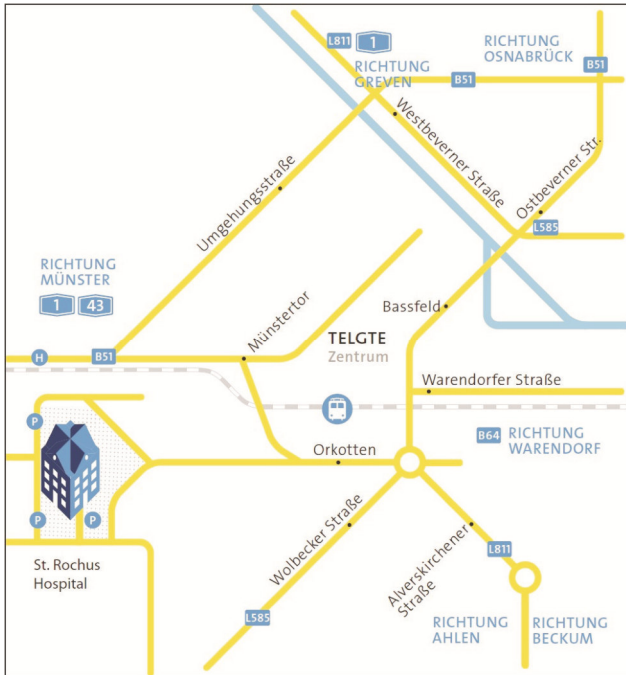 L811
1
RICHTUNG
GREVEN
RICHTUNG
OSNABRÜCK
B51
B51
Westbeverner Straße
Ostbeverner Str.
L585
Umgehungsstraße
RICHTUNG
MÜNSTER
1
43
H
B51
Münstertor
Bassfeld
TELGTE
Zentrum
Warendorfer Straße
B64
RICHTUNG
WARENDORF
Orkotten
P
P
P
St. Rochus
Hospital
Wolbecker Straße
L585
Alverskirchener
Straße
L811
RICHTUNG
AHLEN
RICHTUNG
BECKUM